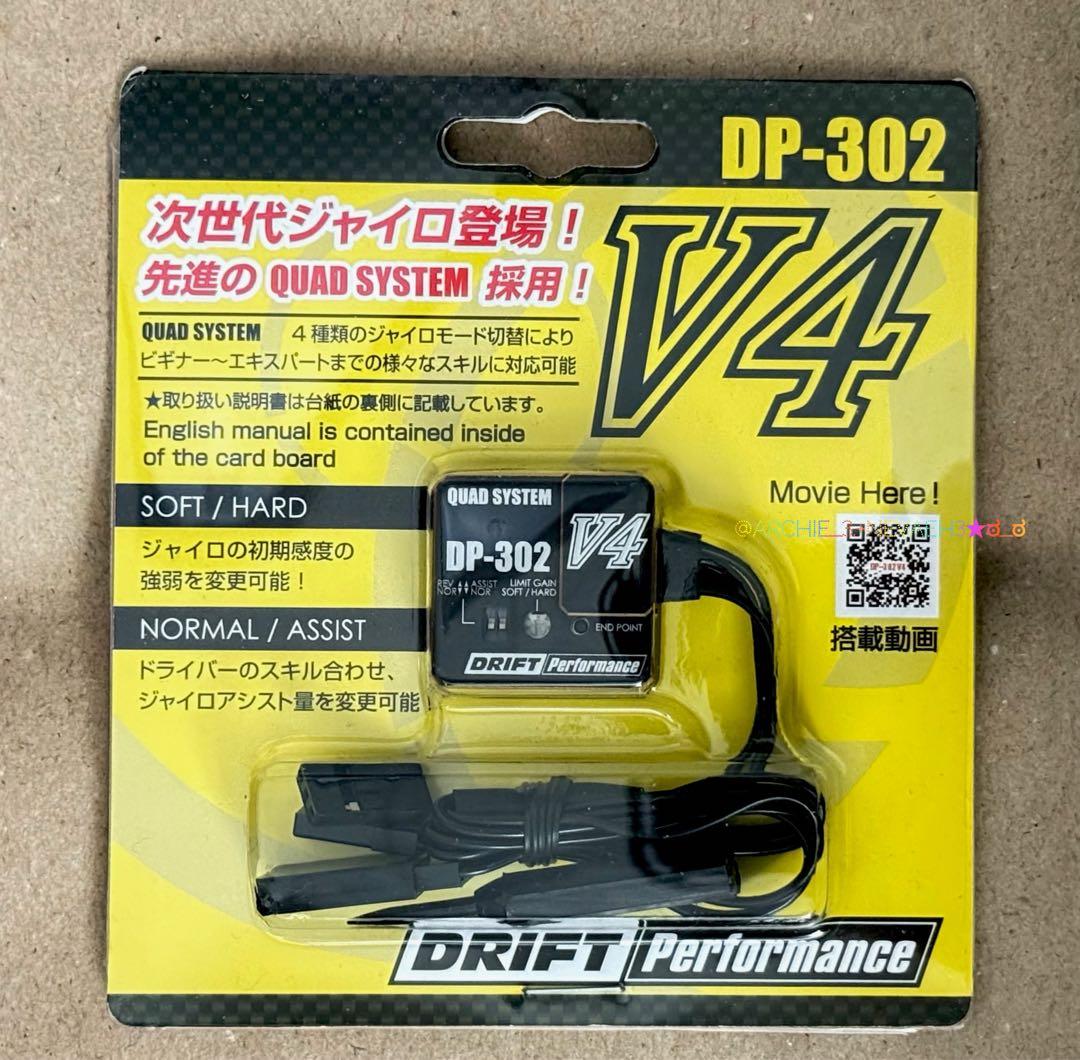 DP-302
V4
次世代ジャイロ登場！
先進の QUAD SYSTEM 採用！
QUAD SYSTEM 4種類のジャイロモード切替により
ビギナー〜エキスパートまでの様々なスキルに対応可能
★取り扱い説明書は台紙の裏側に記載しています。
English manual is contained inside
of the card board
SOFT / HARD
ジャイロの初期感度の
強弱を変更可能！
NORMAL / ASSIST
ドライバーのスキル合わせ、
ジャイロアシスト量を変更可能！
Movie Here!
DP-302V4
搭載動画
QUAD SYSTEM
V4
DP-302
REV ASSIST LIMIT GAIN
NOR NOR SOFT / HARD
END POINT
DRIFT Performance
DRIFT Performance